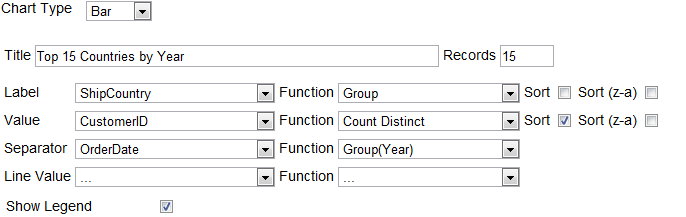 Chart Type Bar
Title Top 15 Countries by Year Records 15
Label ShipCountry Function Group Sort Sort (z-a)
Value CustomerID Function Count Distinct Sort Sort (z-a)
Separator OrderDate Function Group(Year)
Line Value ... Function ...
Show Legend